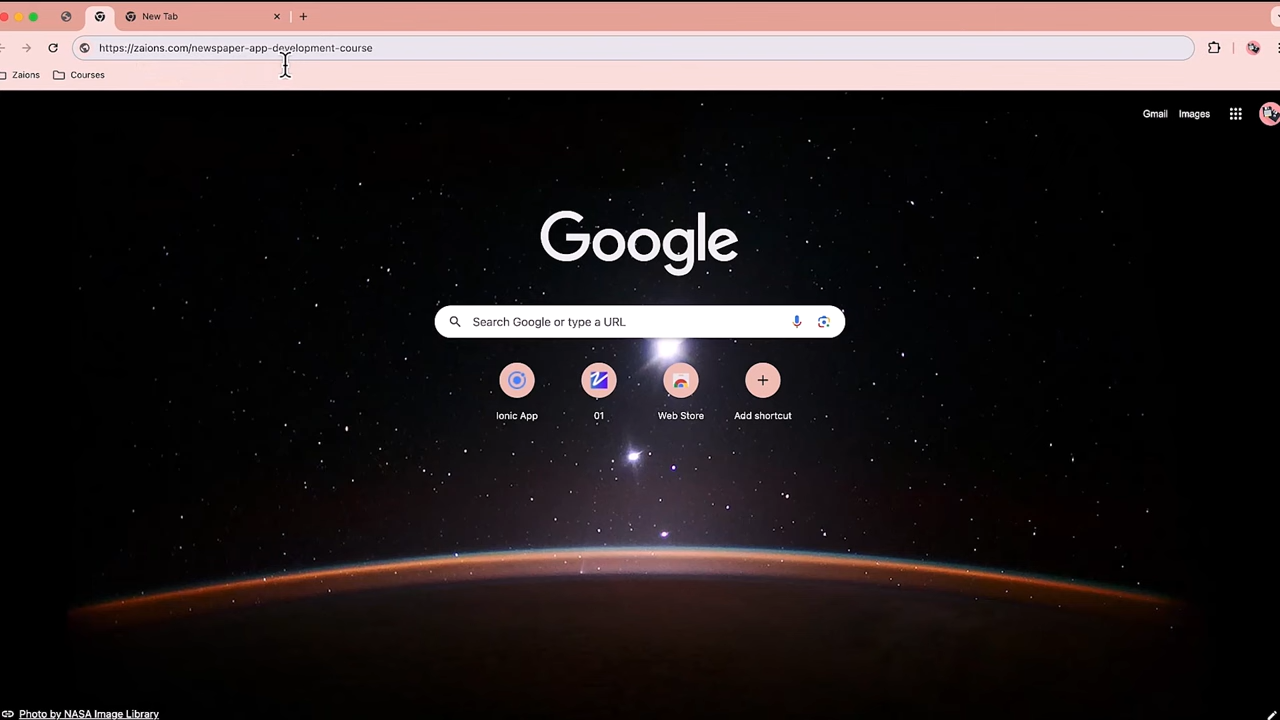 New Tab
https://zaions.com/newspaper-app-development-course
Zaions
Courses
Gmail
Images
Google
Search Google or type a URL
Ionic App
01
Web Store
Add shortcut
Photo by NASA Image Library